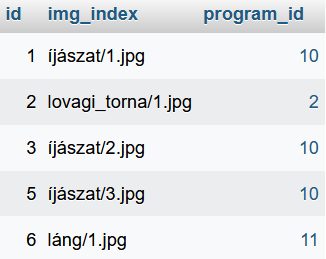 id img_index program_id
1 íjászat/1.jpg 10
2 lovagi_torna/1.jpg 2
3 íjászat/2.jpg 10
5 íjászat/3.jpg 10
6 láng/1.jpg 11